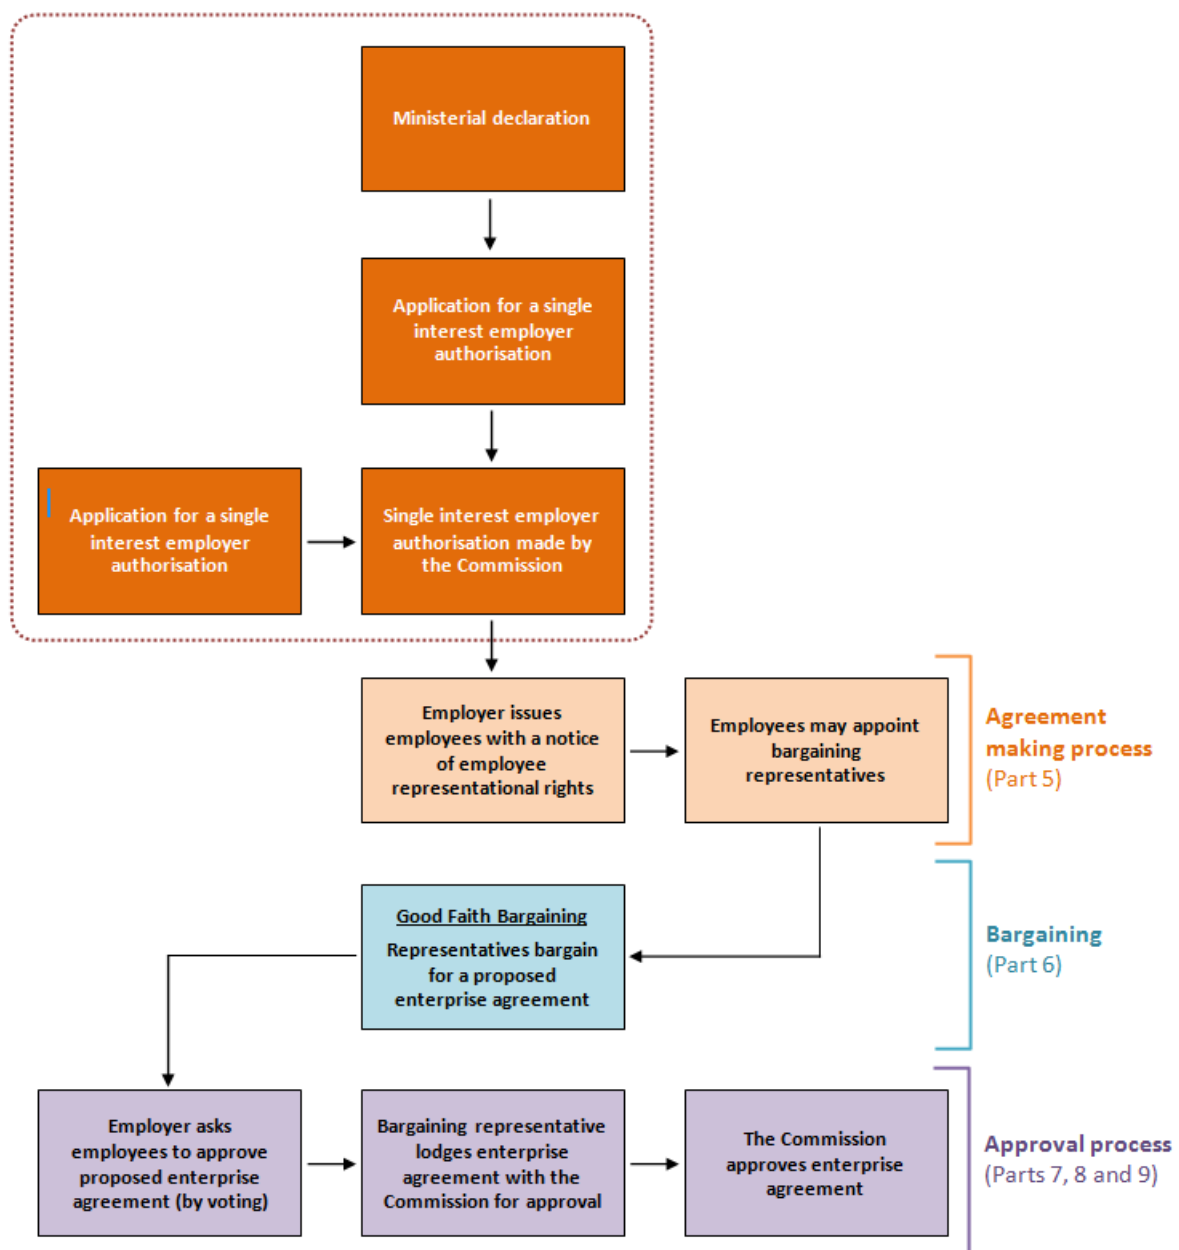 Ministerial declaration
Application for a single
interest employer
authorisation
Application for a single
interest employer
authorisation
Single interest employer
authorisation made by
the Commission
Employer issues
employees with a notice
of employee
representational rights
Employees may appoint
bargaining
representatives
Agreement
making process
(Part 5)
Good Faith Bargaining
Representatives bargain
for a proposed
enterprise agreement
Bargaining
(Part 6)
Employer asks
employees to approve
proposed enterprise
agreement (by voting)
Bargaining representative
lodges enterprise
agreement with the
Commission for approval
The Commission
approves enterprise
agreement
Approval process
(Parts 7, 8 and 9)